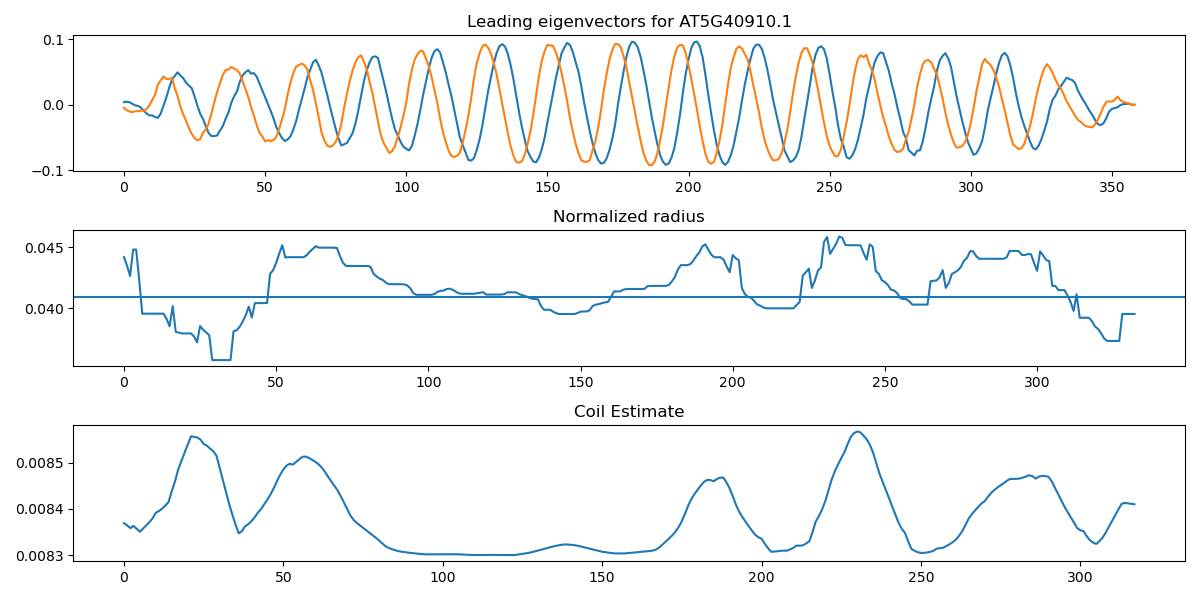 Leading eigenvectors for AT5G40910.1
0.1
0.0
−0.1
0 50 100 150 200 250 300 350
Normalized radius
0.045
0.040
0 50 100 150 200 250 300
Coil Estimate
0.0085
0.0084
0.0083
0 50 100 150 200 250 300